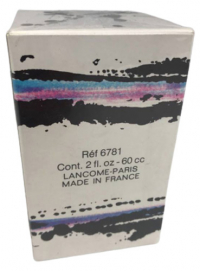 Réf 6781
Cont. 2 fl. oz - 60 cc
LANCOME-PARIS
MADE IN FRANCE